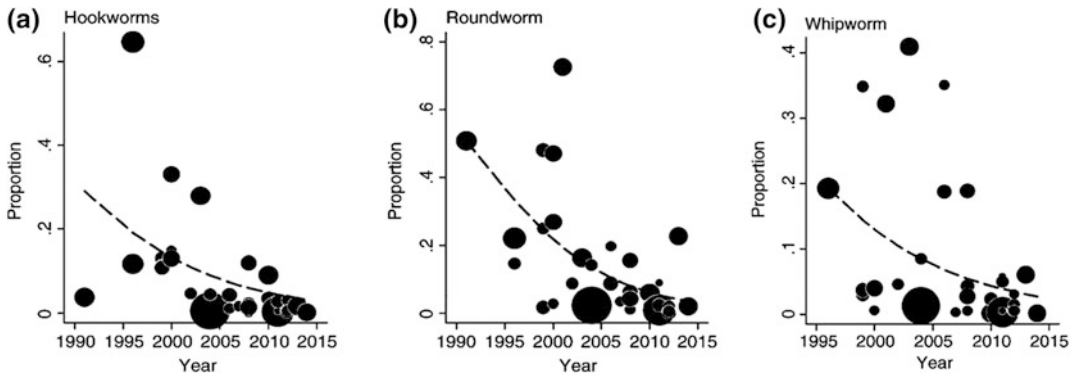 (a)
Hookworms
.6
.4
.2
0
Proportion
1990 1995 2000 2005 2010 2015
Year
(b)
Roundworm
.8
.6
.4
.2
0
Proportion
1990 1995 2000 2005 2010 2015
Year
(c)
Whipworm
.4
.3
.2
.1
0
Proportion
1995 2000 2005 2010 2015
Year